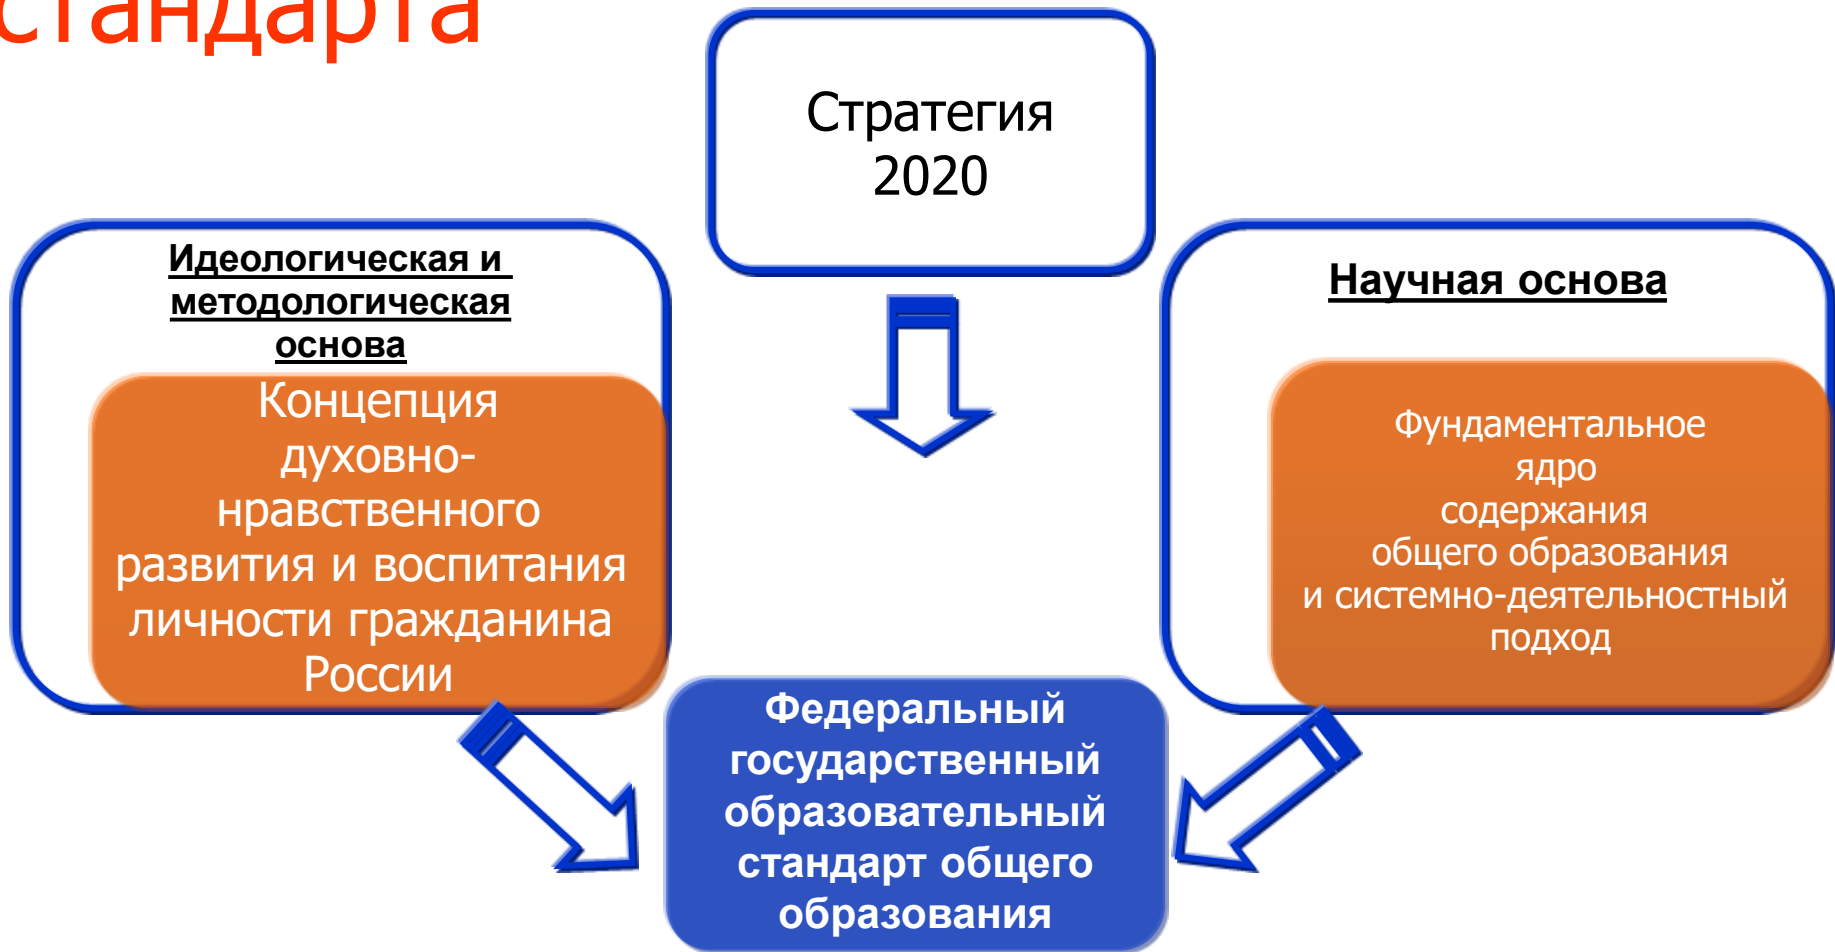 стандарта
Стратегия
2020
Идеологическая и
методологическая
основа
Концепция
духовно-
нравственного
развития и воспитания
личности гражданина
России
Научная основа
Фундаментальное
ядро
содержания
общего образования
и системно-деятельностный
подход
Федеральный
государственный
образовательный
стандарт общего
образования